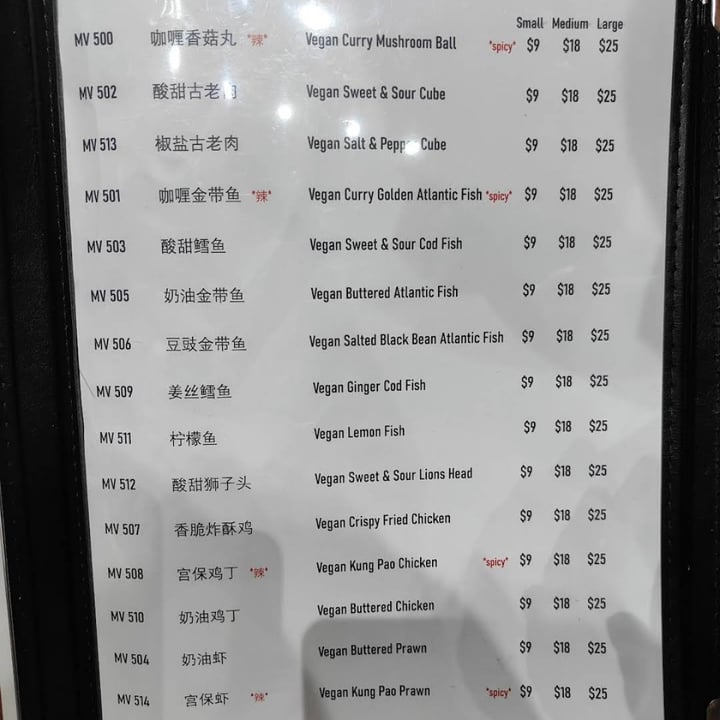 Small Medium Large
MV 500 咖喱香菇丸 *辣* Vegan Curry Mushroom Ball *spicy* $9 $18 $25
MV 502 酸甜古老肉 Vegan Sweet & Sour Cube $9 $18 $25
MV 513 椒盐古老肉 Vegan Salt & Pepper Cube $9 $18 $25
MV 501 咖喱金带鱼 *辣* Vegan Curry Golden Atlantic Fish *spicy* $9 $18 $25
MV 503 酸甜鳕鱼 Vegan Sweet & Sour Cod Fish $9 $18 $25
MV 505 奶油金带鱼 Vegan Buttered Atlantic Fish $9 $18 $25
MV 506 豆豉金带鱼 Vegan Salted Black Bean Atlantic Fish $9 $18 $25
MV 509 姜丝鳕鱼 Vegan Ginger Cod Fish $9 $18 $25
MV 511 柠檬鱼 Vegan Lemon Fish $9 $18 $25
MV 512 酸甜狮子头 Vegan Sweet & Sour Lions Head $9 $18 $25
MV 507 香脆炸酥鸡 Vegan Crispy Fried Chicken $9 $18 $25
MV 508 宫保鸡丁 *辣* Vegan Kung Pao Chicken *spicy* $9 $18 $25
MV 510 奶油鸡丁 Vegan Buttered Chicken $9 $18 $25
MV 504 奶油虾 Vegan Buttered Prawn $9 $18 $25
MV 514 宫保虾 *辣* Vegan Kung Pao Prawn *spicy* $9 $18 $25